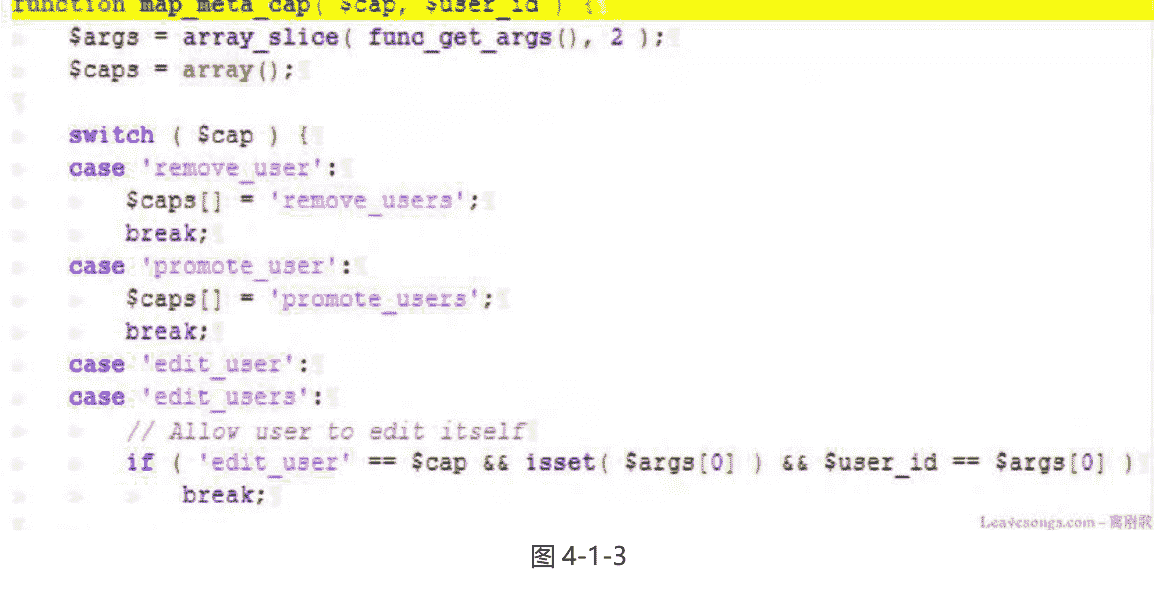 function map_meta_cap( $cap, $user_id ) {
$args = array_slice( func_get_args(), 2 );
$caps = array();
switch ( $cap ) {
case 'remove_user':
$caps[] = 'remove_users';
break;
case 'promote_user':
$caps[] = 'promote_users';
break;
case 'edit_user':
case 'edit_users':
// Allow user to edit itself
if ( 'edit_user' == $cap && isset( $args[0] ) && $user_id == $args[0] )
break;
Leavesongs.com -
图 4-1-3